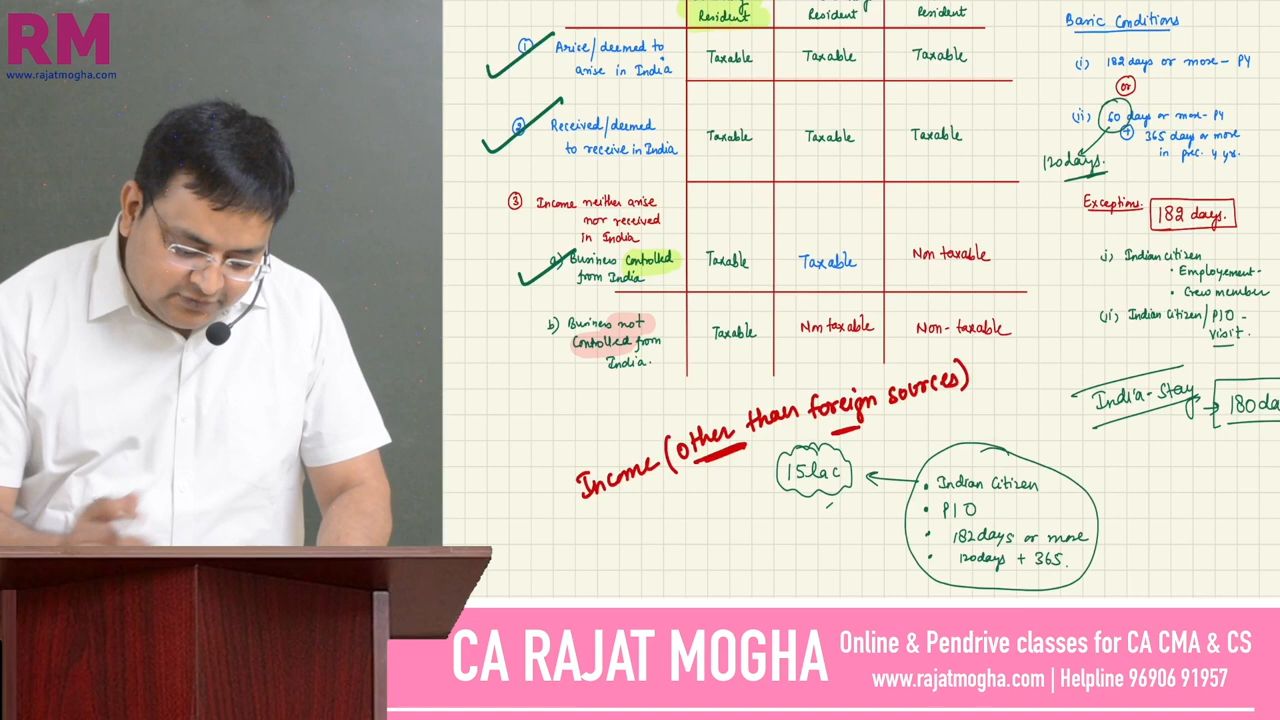 RM
www.rajatmogha.com
Resident
Resident
Resident
① Arise/deemed to
arise in India
Taxable
Taxable
Taxable
② Received/deemed
to receive in India
Taxable
Taxable
Taxable
③ Income neither arise
nor received
in India
a) Business Controlled
from India
Taxable
Taxable
Non taxable
b) Business not
Controlled from
India.
Taxable
Non taxable
Non-taxable
Income (other than foreign sources)
15 lac
• Indian Citizen
• PIO
• 182 days or more
• 120 days + 365.
Basic Conditions
(i) 182 days or more - PY
or
(ii) 60 days or more - PY
+ 365 days or more
in prec. 4 yrs.
120 days.
Exceptions.
182 days.
i) Indian citizen
• Employement-
• Crew member
(ii) Indian Citizen/PIO -
Visit.
India-Stay
180 da
CA RAJAT MOGHA
Online & Pendrive classes for CA CMA & CS
www.rajatmogha.com | Helpline 96906 91957